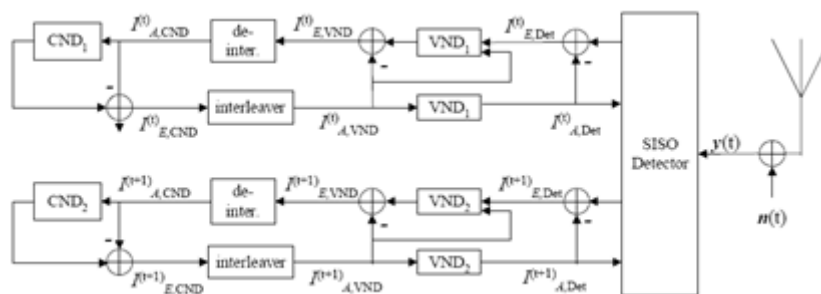 CND₁
I⁽ᵗ⁾A,CND
de-
inter.
I⁽ᵗ⁾E,VND
VND₁
I⁽ᵗ⁾E,Det
-
-
-
I⁽ᵗ⁾E,CND
interleaver
I⁽ᵗ⁾A,VND
VND₁
I⁽ᵗ⁾A,Det
SISO
Detector
y(t)
n(t)
CND₂
I⁽ᵗ⁺¹⁾A,CND
de-
inter.
I⁽ᵗ⁺¹⁾E,VND
VND₂
I⁽ᵗ⁺¹⁾E,Det
-
-
-
I⁽ᵗ⁺¹⁾E,CND
interleaver
I⁽ᵗ⁺¹⁾A,VND
VND₂
I⁽ᵗ⁺¹⁾A,Det